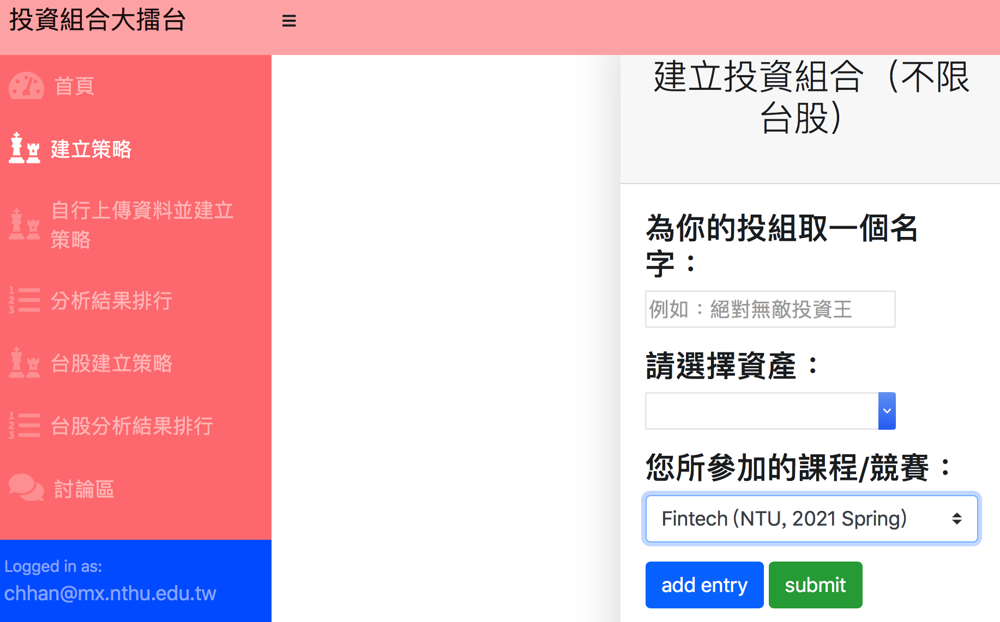 投資組合大擂台
首頁
建立策略
自行上傳資料並建立
策略
分析結果排行
台股建立策略
台股分析結果排行
討論區
Logged in as:
chhan@mx.nthu.edu.tw
建立投資組合（不限
台股）
為你的投組取一個名
字：
例如：絕對無敵投資王
請選擇資產：
您所參加的課程/競賽：
Fintech (NTU, 2021 Spring)
add entry
submit